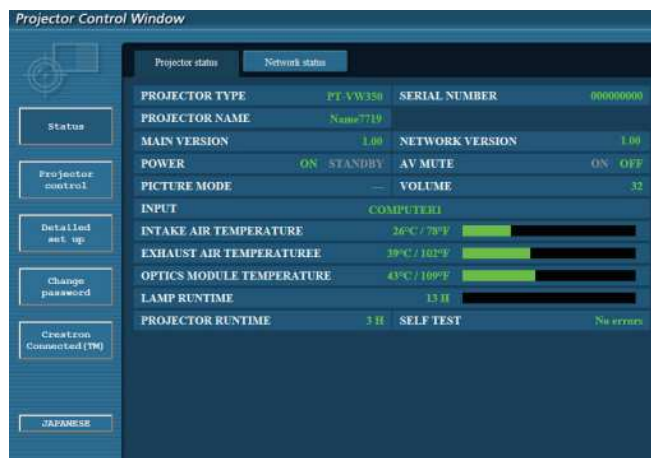 Projector Control Window
Projector status Network status
PROJECTOR TYPE PT-VW350 SERIAL NUMBER 000000000
PROJECTOR NAME Name7719
MAIN VERSION 1.00 NETWORK VERSION 1.00
POWER ON STANDBY AV MUTE ON OFF
PICTURE MODE — VOLUME 32
INPUT COMPUTER1
INTAKE AIR TEMPERATURE 26°C / 78°F
EXHAUST AIR TEMPERATUREE 39°C / 102°F
OPTICS MODULE TEMPERATURE 43°C / 109°F
LAMP RUNTIME 13 H
PROJECTOR RUNTIME 3 H SELF TEST No errors
Status
Projector
control
Detailed
set up
Change
password
Crestron
Connected(TM)
JAPANESE